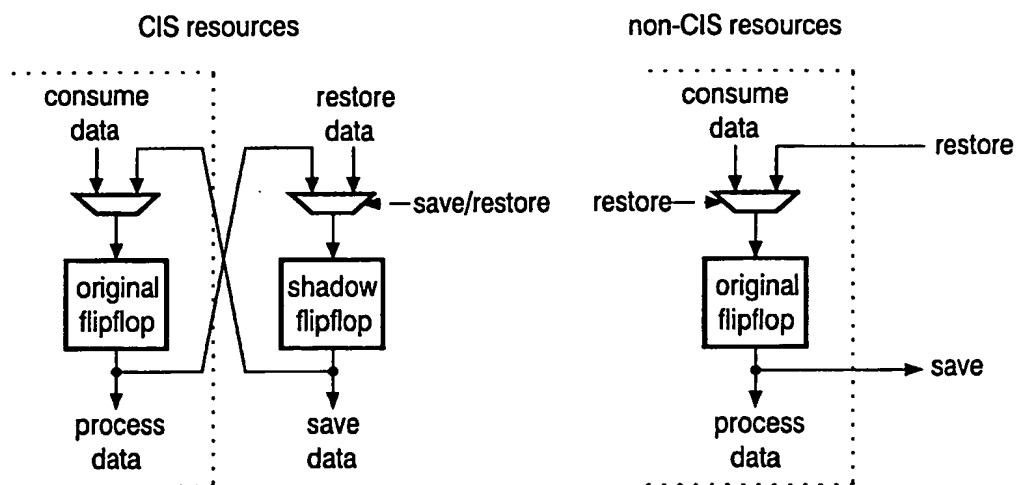 CIS resources
non-CIS resources
consume
data
restore
data
consume
data
restore
save/restore
restore
original
flipflop
shadow
flipflop
original
flipflop
save
process
data
save
data
process
data